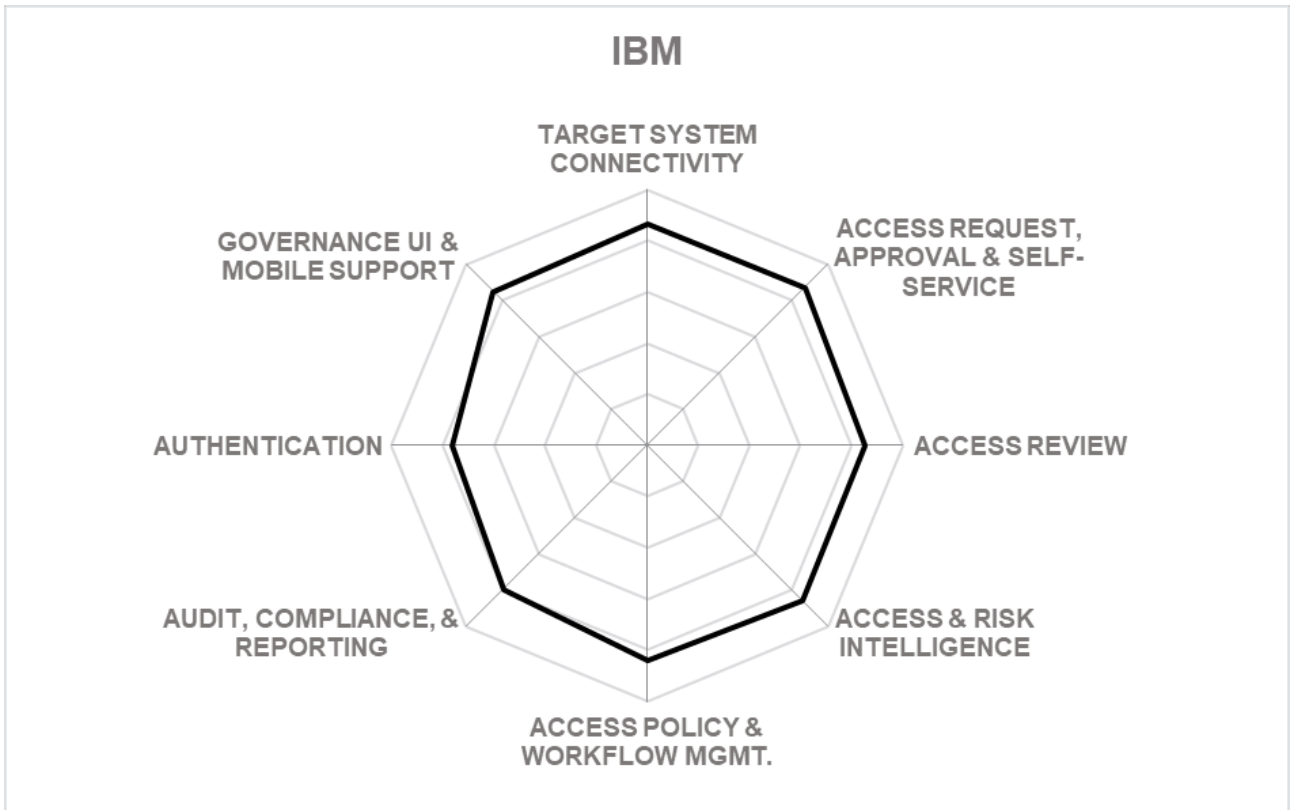 IBM
TARGET SYSTEM
CONNECTIVITY
ACCESS REQUEST,
APPROVAL & SELF-
SERVICE
ACCESS REVIEW
ACCESS & RISK
INTELLIGENCE
ACCESS POLICY &
WORKFLOW MGMT.
AUDIT, COMPLIANCE, &
REPORTING
AUTHENTICATION
GOVERNANCE UI &
MOBILE SUPPORT